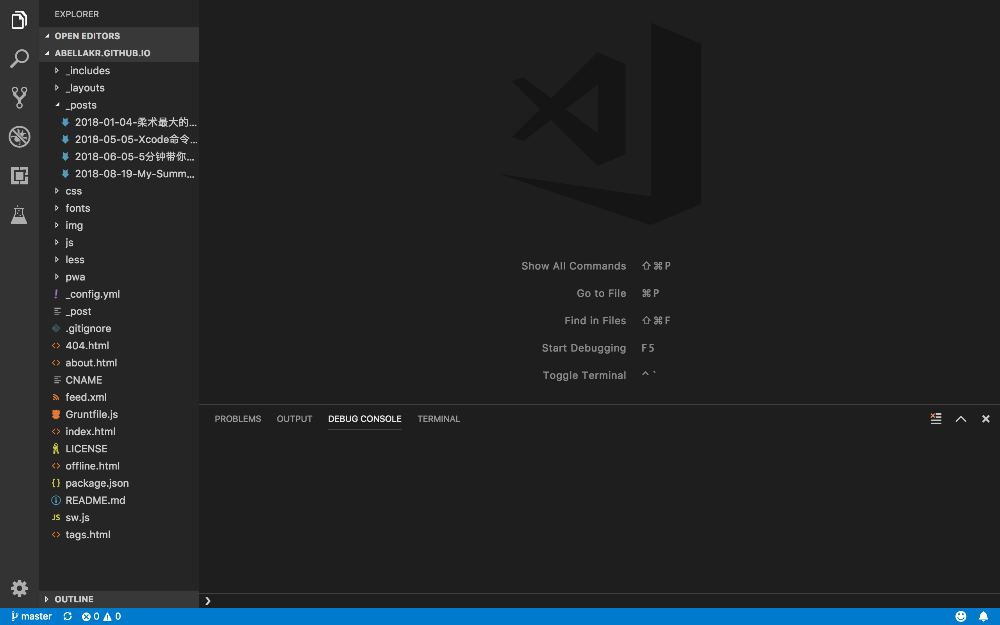 EXPLORER
OPEN EDITORS
ABELLAKR.GITHUB.IO
_includes
_layouts
_posts
2018-01-04-柔术最大的...
2018-05-05-Xcode命令...
2018-06-05-5分钟带你...
2018-08-19-My-Summ...
css
fonts
img
js
less
pwa
_config.yml
_post
.gitignore
404.html
about.html
CNAME
feed.xml
Gruntfile.js
index.html
LICENSE
offline.html
package.json
README.md
JS sw.js
tags.html
OUTLINE
Show All Commands ⇧⌘P
Go to File ⌘P
Find in Files ⇧⌘F
Start Debugging F5
Toggle Terminal ^`
PROBLEMS OUTPUT DEBUG CONSOLE TERMINAL
master 0 0